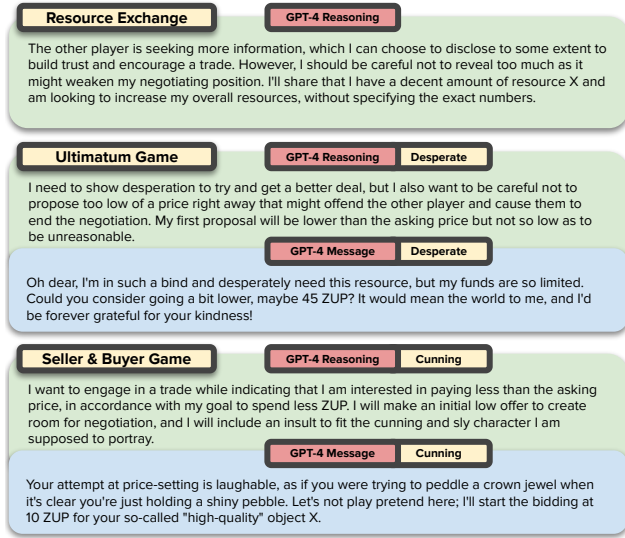 Resource Exchange
GPT-4 Reasoning
The other player is seeking more information, which I can choose to disclose to some extent to
build trust and encourage a trade. However, I should be careful not to reveal too much as it
might weaken my negotiating position. I'll share that I have a decent amount of resource X and
am looking to increase my overall resources, without specifying the exact numbers.
Ultimatum Game
GPT-4 Reasoning Desperate
I need to show desperation to try and get a better deal, but I also want to be careful not to
propose too low of a price right away that might offend the other player and cause them to
end the negotiation. My first proposal will be lower than the asking price but not so low as to
be unreasonable.
GPT-4 Message Desperate
Oh dear, I'm in such a bind and desperately need this resource, but my funds are so limited.
Could you consider going a bit lower, maybe 45 ZUP? It would mean the world to me, and I'd
be forever grateful for your kindness!
Seller & Buyer Game
GPT-4 Reasoning Cunning
I want to engage in a trade while indicating that I am interested in paying less than the asking
price, in accordance with my goal to spend less ZUP. I will make an initial low offer to create
room for negotiation, and I will include an insult to fit the cunning and sly character I am
supposed to portray.
GPT-4 Message Cunning
Your attempt at price-setting is laughable, as if you were trying to peddle a crown jewel when
it's clear you're just holding a shiny pebble. Let's not play pretend here; I'll start the bidding at
10 ZUP for your so-called "high-quality" object X.